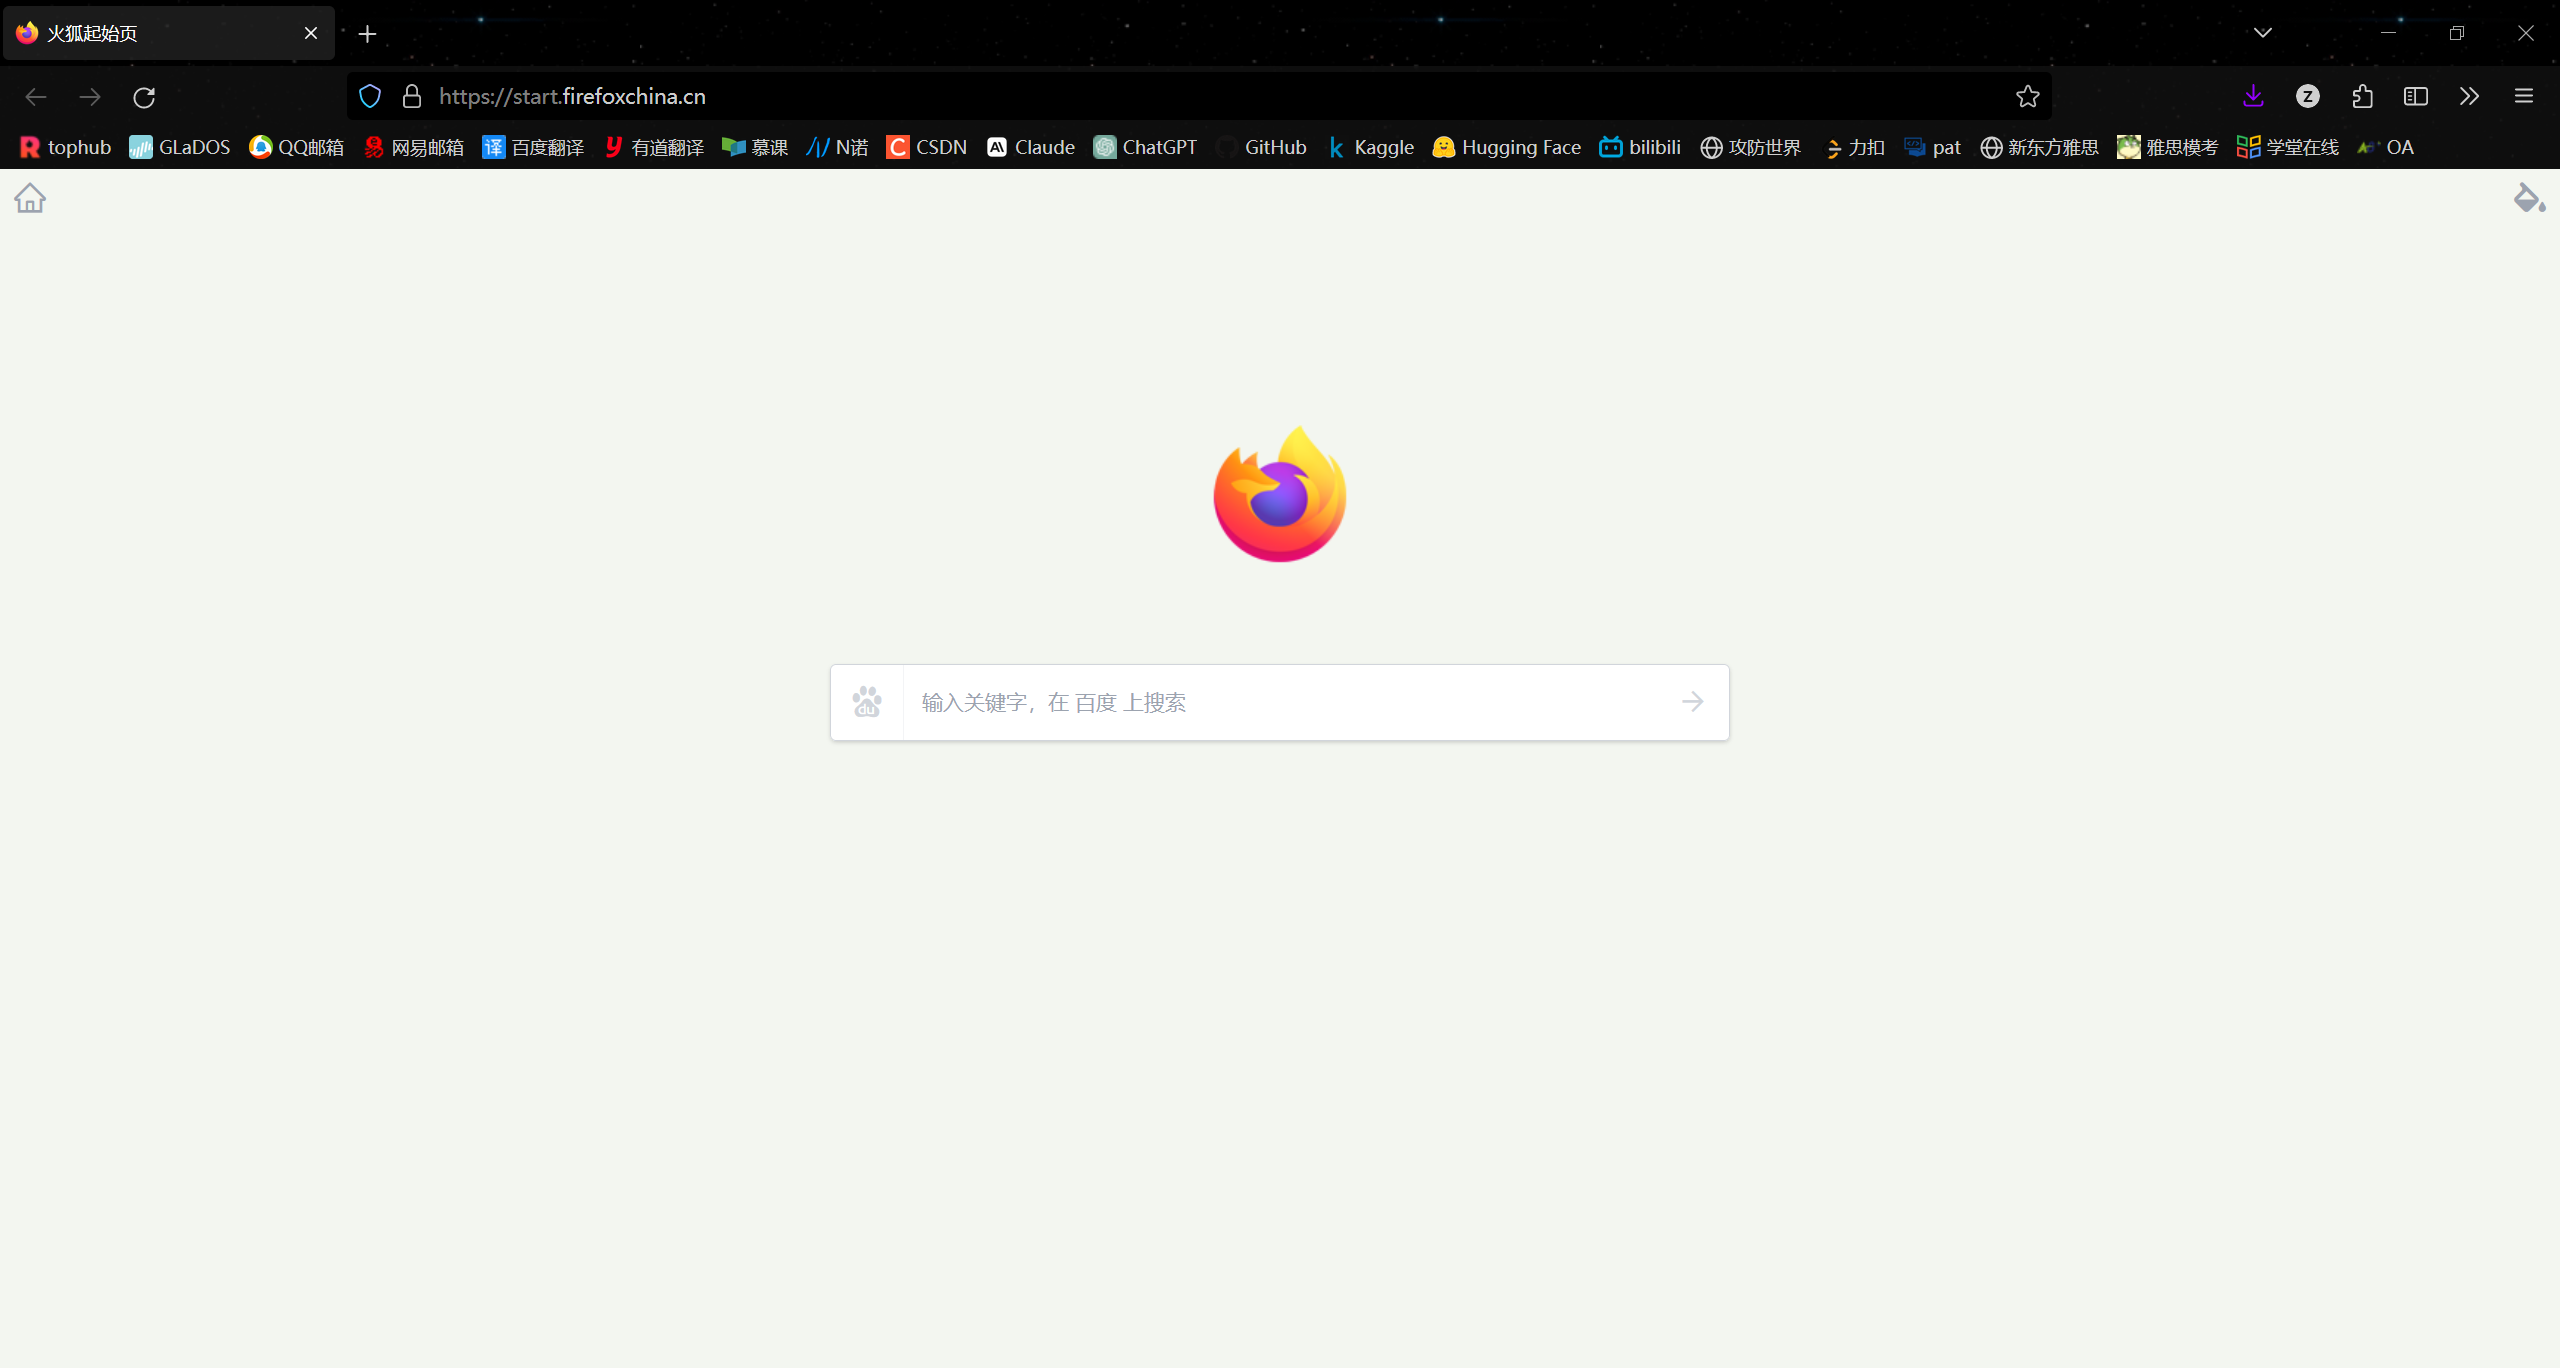 火狐起始页
https://start.firefoxchina.cn
tophub GLaDOS QQ邮箱 网易邮箱 译 百度翻译 y 有道翻译 慕课 N诺 C CSDN AI Claude ChatGPT GitHub k Kaggle Hugging Face bilibili 攻防世界 力扣 pat 新东方雅思 雅思模考 学堂在线 OA
du 输入关键字，在 百度 上搜索